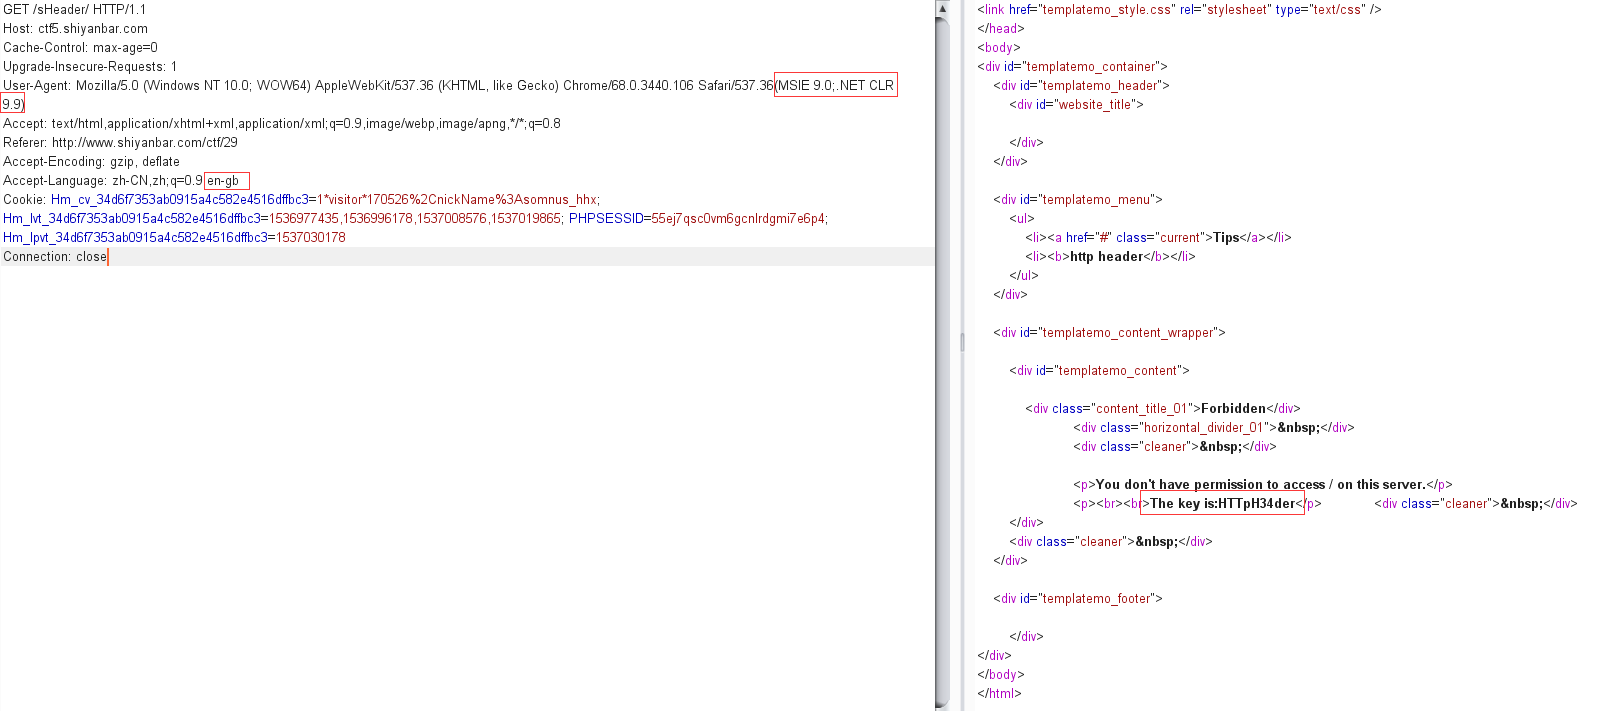 GET /sHeader/ HTTP/1.1
Host: ctf5.shiyanbar.com
Cache-Control: max-age=0
Upgrade-Insecure-Requests: 1
User-Agent: Mozilla/5.0 (Windows NT 10.0; WOW64) AppleWebKit/537.36 (KHTML, like Gecko) Chrome/68.0.3440.106 Safari/537.36(MSIE 9.0;.NET CLR
9.9)
Accept: text/html,application/xhtml+xml,application/xml;q=0.9,image/webp,image/apng,*/*;q=0.8
Referer: http://www.shiyanbar.com/ctf/29
Accept-Encoding: gzip, deflate
Accept-Language: zh-CN,zh;q=0.9 en-gb
Cookie: Hm_cv_34d6f7353ab0915a4c582e4516dffbc3=1*visitor*170526%2CnickName%3Asomnus_hhx;
Hm_lvt_34d6f7353ab0915a4c582e4516dffbc3=1536977435,1536996178,1537008576,1537019865; PHPSESSID=55ej7qsc0vm6gcnlrdgmi7e6p4;
Hm_lpvt_34d6f7353ab0915a4c582e4516dffbc3=1537030178
Connection: close
<link href="templatemo_style.css" rel="stylesheet" type="text/css" />
</head>
<body>
<div id="templatemo_container">
<div id="templatemo_header">
<div id="website_title">
</div>
</div>
<div id="templatemo_menu">
<ul>
<li><a href="#" class="current">Tips</a></li>
<li><b>http header</b></li>
</ul>
</div>
<div id="templatemo_content_wrapper">
<div id="templatemo_content">
<div class="content_title_01">Forbidden</div>
<div class="horizontal_divider_01">&nbsp;</div>
<div class="cleaner">&nbsp;</div>
<p>You don't have permission to access / on this server.</p>
<p><br><br>The key is:HTTpH34der</p> <div class="cleaner">&nbsp;</div>
</div>
<div class="cleaner">&nbsp;</div>
</div>
<div id="templatemo_footer">
</div>
</div>
</body>
</html>